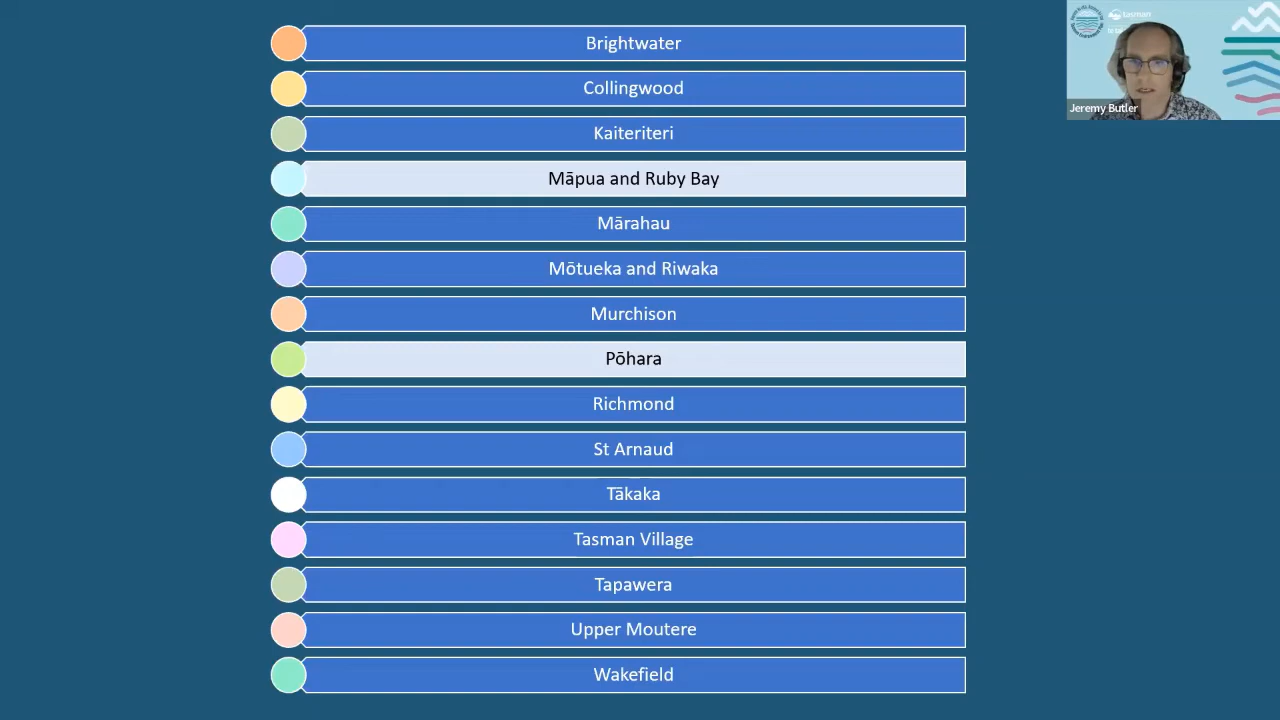 Brightwater
Collingwood
Kaiteriteri
Māpua and Ruby Bay
Mārahau
Mōtueka and Riwaka
Murchison
Pōhara
Richmond
St Arnaud
Tākaka
Tasman Village
Tapawera
Upper Moutere
Wakefield
tasman
Jeremy Butler